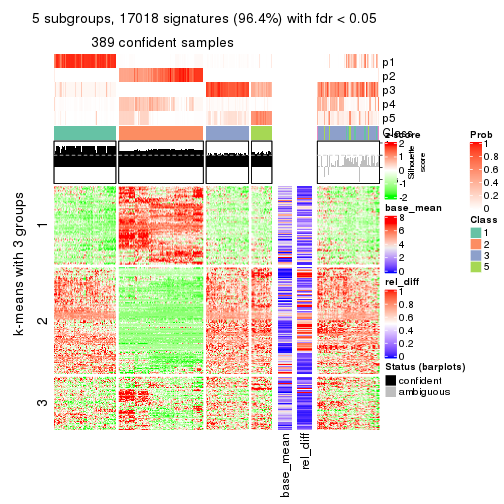 5 subgroups, 17018 signatures (96.4%) with fdr < 0.05
389 confident samples
p1
p2
p3
p4
p5
Class
k-means with 3 groups
1
2
3
base_mean
rel_diff
z-score
2
1
0
-1
-2
Silhouette
score
base_mean
8
6
4
2
0
rel_diff
1
0.8
0.6
0.4
0.2
0
Status (barplots)
confident
ambiguous
Prob
1
0.8
0.6
0.4
0.2
0
Class
1
2
3
5